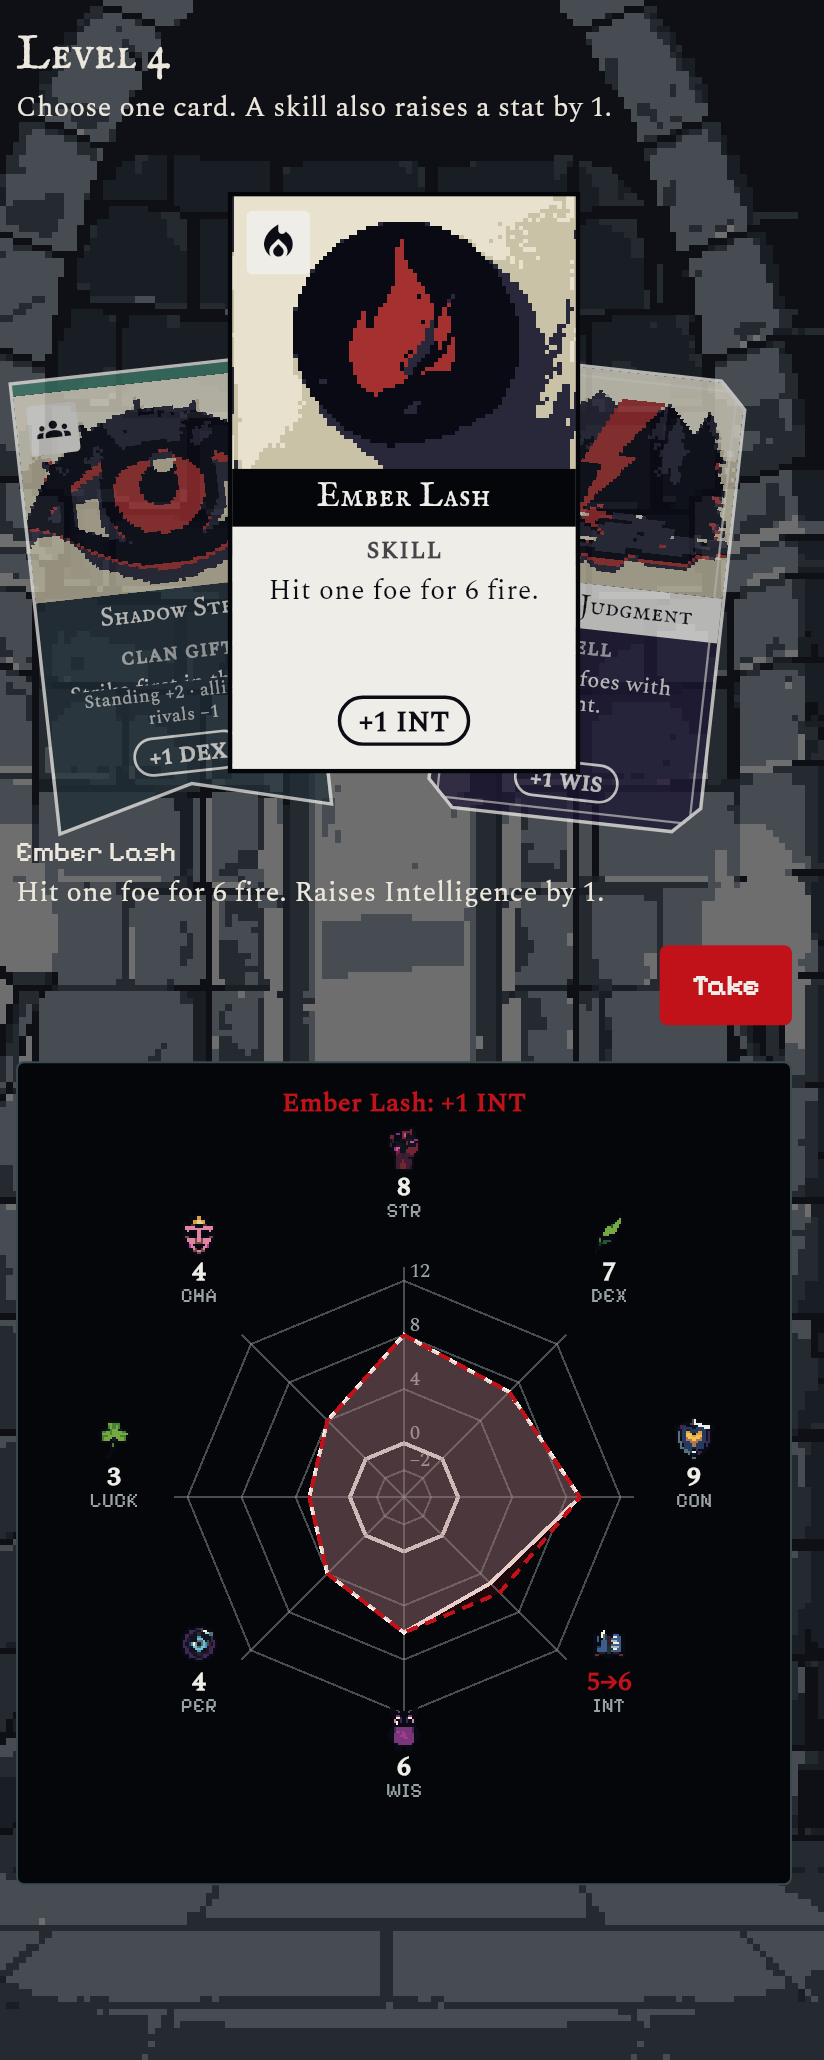 Level 4
Choose one card. A skill also raises a stat by 1.
Ember Lash
SKILL
Hit one foe for 6 fire.
+1 INT
Shadow
CLAN GIFT
Standing +2 · alli
rivals −1
+1 DEX
Judgment
foes with
+1 WIS
Ember Lash
Hit one foe for 6 fire. Raises Intelligence by 1.
Take
Ember Lash: +1 INT
8
STR
4
CHA
7
DEX
12
8
4
0
−2
3
LUCK
9
CON
4
PER
5→6
INT
6
WIS